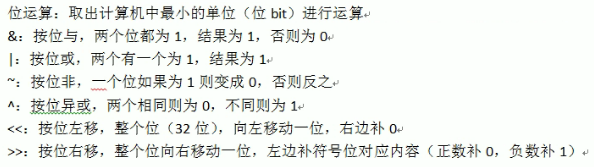 位运算：取出计算机中最小的单位（位 bit）进行运算
&：按位与，两个位都为 1，结果为 1，否则为 0
|：按位或，两个有一个为 1，结果为 1
~：按位非，一个位如果为 1 则变成 0，否则反之
^：按位异或，两个相同则为 0，不同则为 1
<<：按位左移，整个位（32 位），向左移动一位，右边补 0
>>：按位右移，整个位向右移动一位，左边补符号位对应内容（正数补 0，负数补 1）